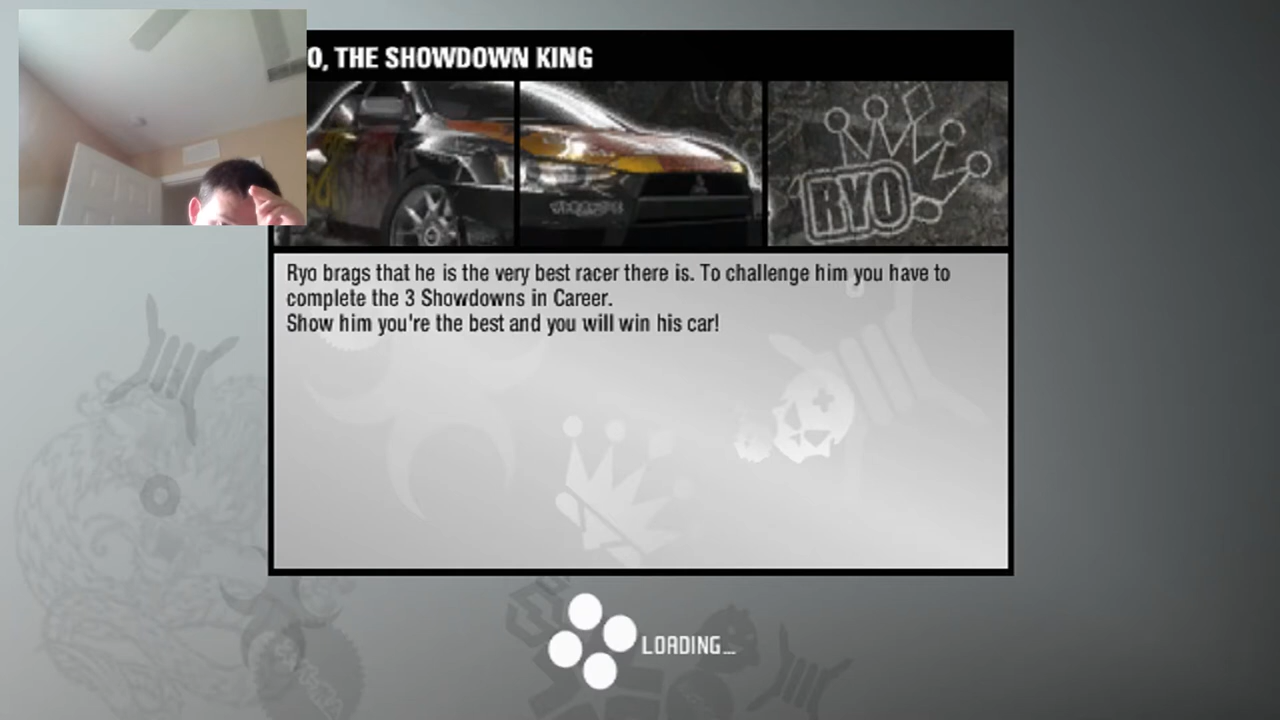 O, THE SHOWDOWN KING
RYO
Ryo brags that he is the very best racer there is. To challenge him you have to
complete the 3 Showdowns in Career.
Show him you're the best and you will win his car!
LOADING...